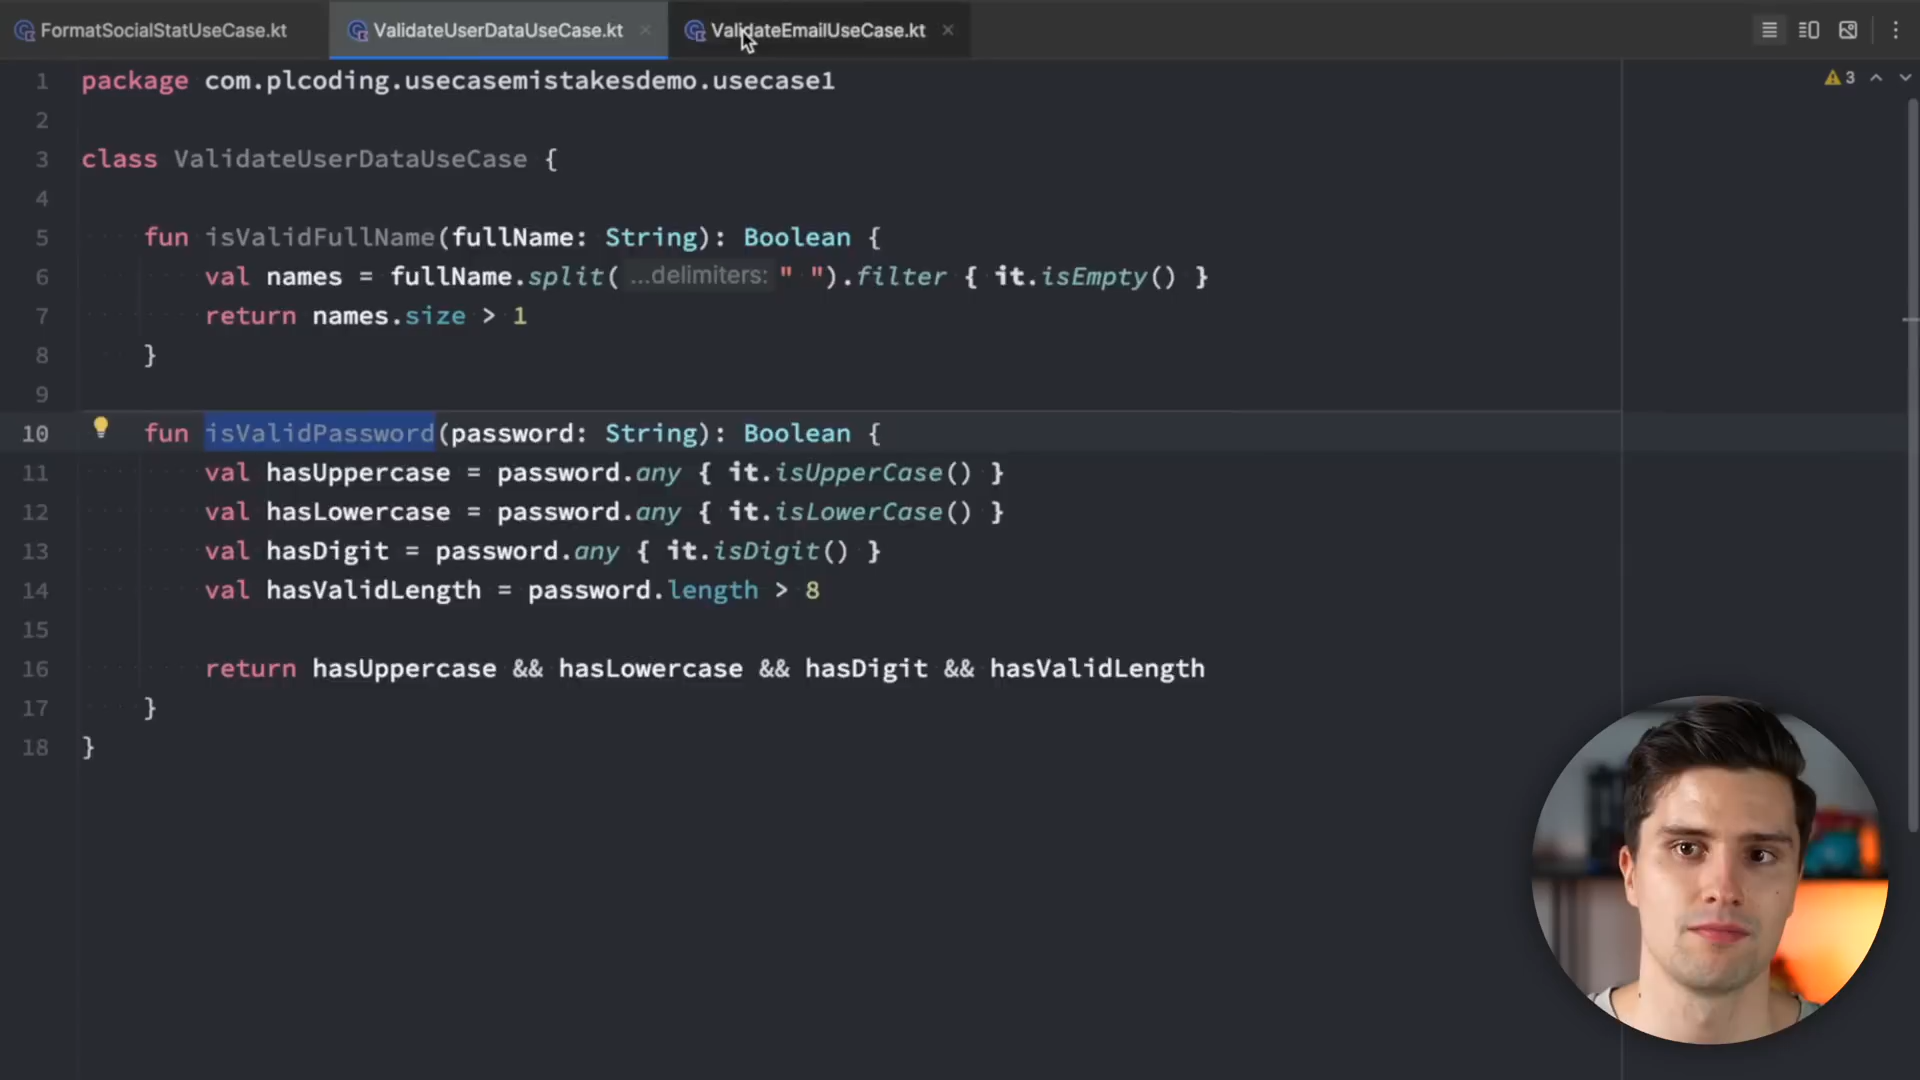 FormatSocialStatUseCase.kt ValidateUserDataUseCase.kt ValidateEmailUseCase.kt
3
1 package com.plcoding.usecasemistakesdemo.usecase1
2
3 class ValidateUserDataUseCase {
4
5 fun isValidFullName(fullName: String): Boolean {
6 val names = fullName.split( ...delimiters: " ").filter { it.isEmpty() }
7 return names.size > 1
8 }
9
10 fun isValidPassword(password: String): Boolean {
11 val hasUppercase = password.any { it.isUpperCase() }
12 val hasLowercase = password.any { it.isLowerCase() }
13 val hasDigit = password.any { it.isDigit() }
14 val hasValidLength = password.length > 8
15
16 return hasUppercase && hasLowercase && hasDigit && hasValidLength
17 }
18 }